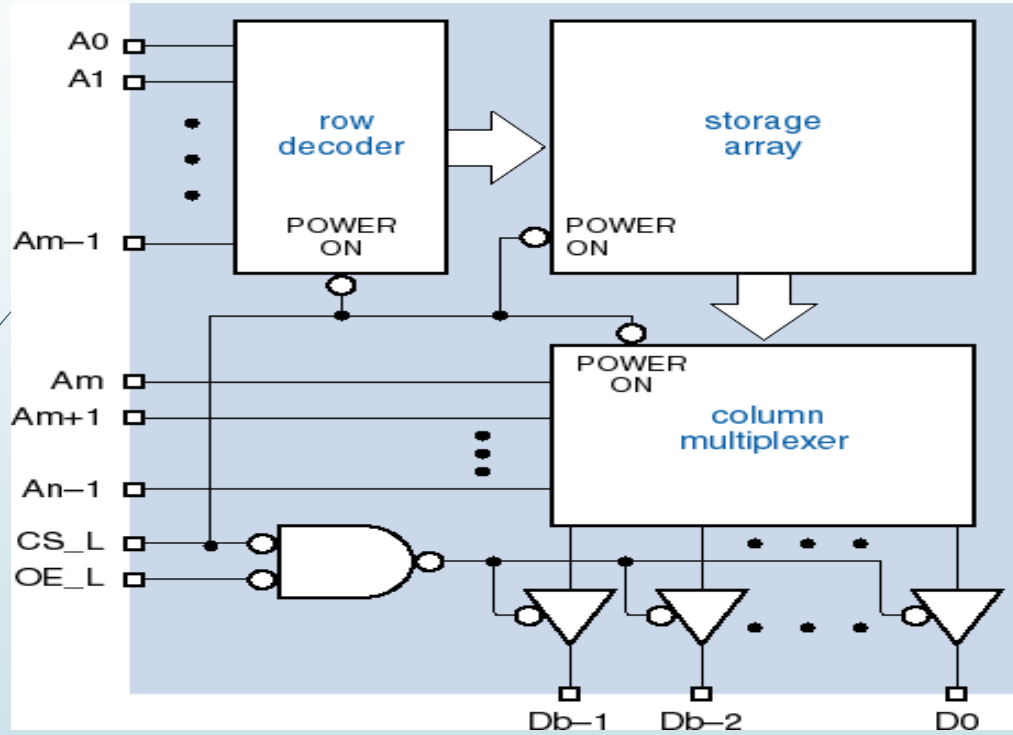 A0
A1
row
decoder
storage
array
POWER
ON
POWER
ON
Am–1
POWER
ON
Am
Am+1
column
multiplexer
An–1
CS_L
OE_L
Db–1
Db–2
D0